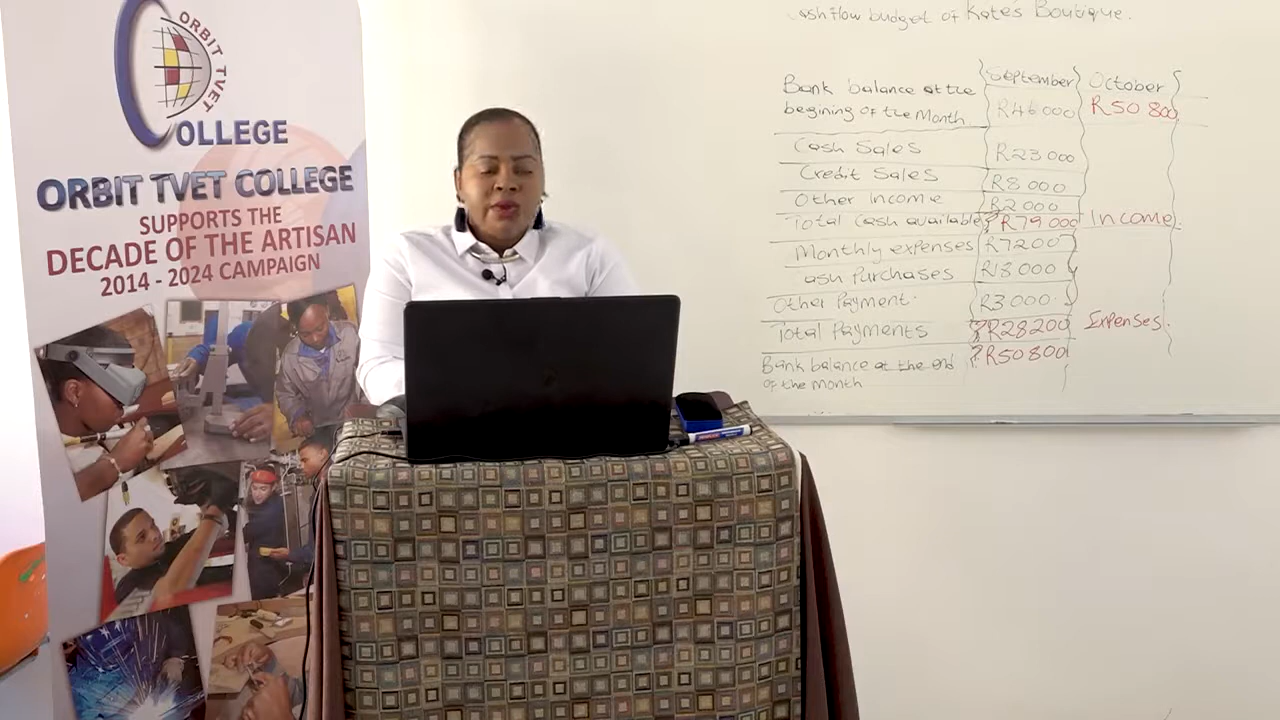 ORBIT TVET
COLLEGE
ORBIT TVET COLLEGE
SUPPORTS THE
DECADE OF THE ARTISAN
2014 - 2024 CAMPAIGN
ash flow budget of Kate's Boutique.
September October
Bank balance at the
begining of the Month R46 000 R50 800
Cash Sales R23 000
Credit Sales R8 000
Other Income R2 000
Total Cash available ? R79 000 Income.
Monthly expenses R7200
ash Purchases R18 000
Other Payment. R3 000.
Total Payments ? R28 200 Expenses.
Bank balance at the end ? R50 800
of the month